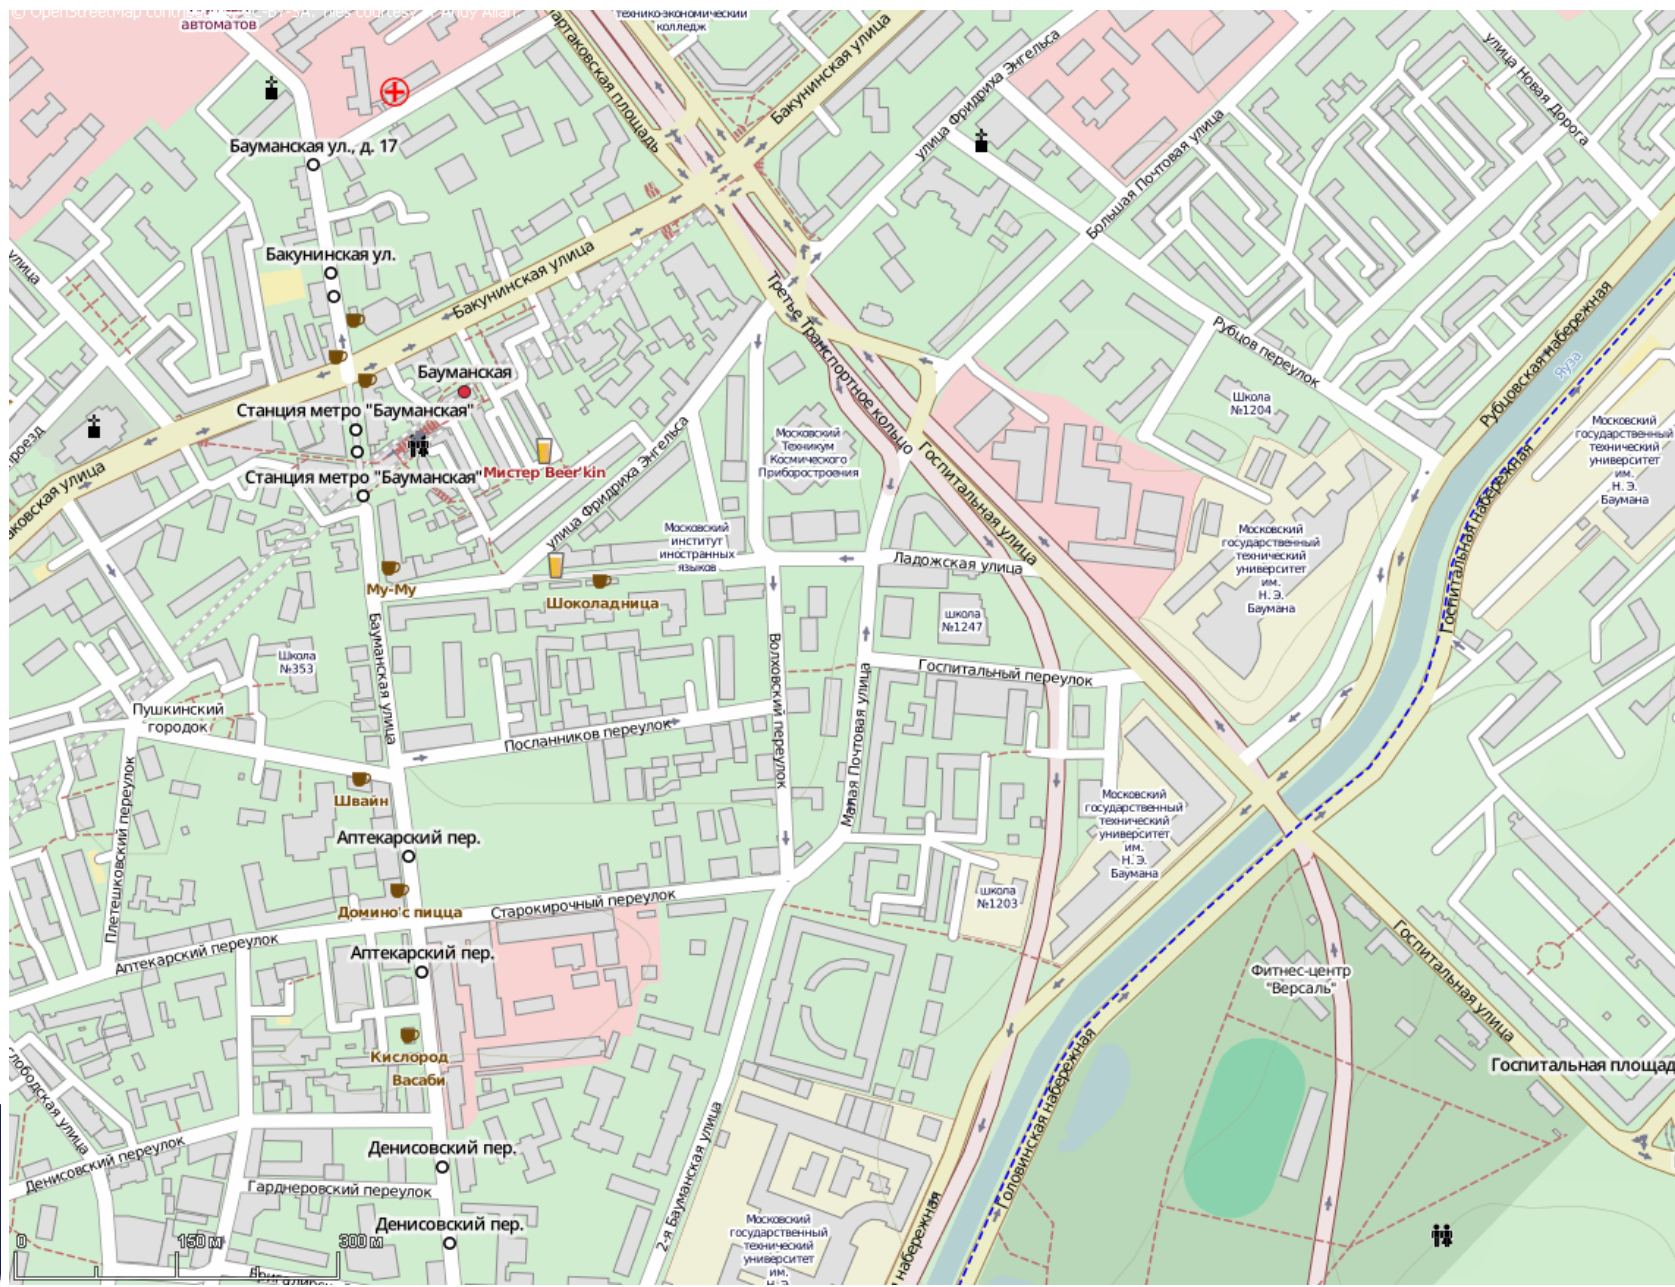 автоматов
технико-экономический
колледж
Бакунинская улица
улица Фридриха Энгельса
улица Новая Дорога
Бауманская ул., д. 17
площадь
Большая Почтовая улица
Бакунинская ул.
улица
Бакунинская улица
Третье Транспортное кольцо
Рубцов переулок
Рубцовская набережная
Яуза
Бауманская
Станция метро "Бауманская"
Школа
№1204
Московский
государственный
технический
университет
им.
Н. Э.
Баумана
проезд
Московский
Техникум
Космического
Приборостроения
Станция метро "Бауманская"
Мистер Beer'kin
улица Фридриха Энгельса
Госпитальная улица
Госпитальная набережная
Московский
институт
иностранных
языков
Ладожская улица
Московский
государственный
технический
университет
им.
Н. Э.
Баумана
Му-Му
Шоколадница
школа
№1247
Бауманская улица
Школа
№353
Волховский переулок
Малая Почтовая улица
Госпитальный переулок
Пушкинский
городок
Посланников переулок
Плетешковский переулок
Швайн
Московский
государственный
технический
университет
им.
Н. Э.
Баумана
Аптекарский пер.
Домино'с пицца
Старокирочный переулок
школа
№1203
Аптекарский переулок
Аптекарский пер.
Фитнес-центр
"Версаль"
Госпитальная улица
Кислород
Васаби
Головинская набережная
Госпитальная площад
улица
Денисовский переулок
Денисовский пер.
2-я Бауманская улица
Гарднеровский переулок
Денисовский пер.
набережная
Московский
государственный
технический
университет
им.
Н. Э.
0 150 м 300 м